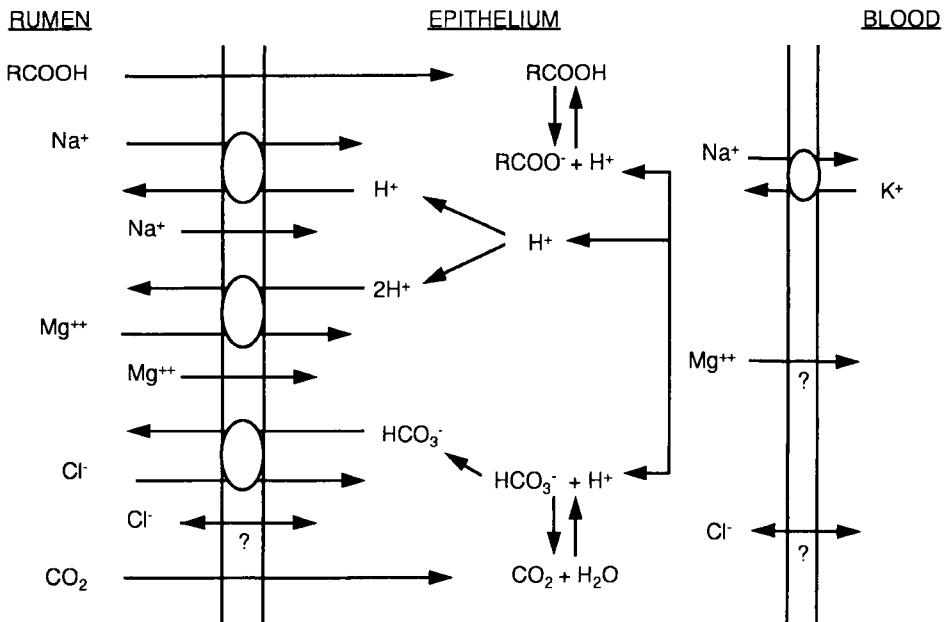 RUMEN EPITHELIUM BLOOD
RCOOH RCOOH
Na⁺ RCOO⁻ + H⁺ Na⁺
H⁺ K⁺
Na⁺ H⁺
2H⁺
Mg⁺⁺ Mg⁺⁺
Mg⁺⁺ ?
HCO₃⁻
Cl⁻ HCO₃⁻ + H⁺
Cl⁻ Cl⁻
? ?
CO₂ CO₂ + H₂O